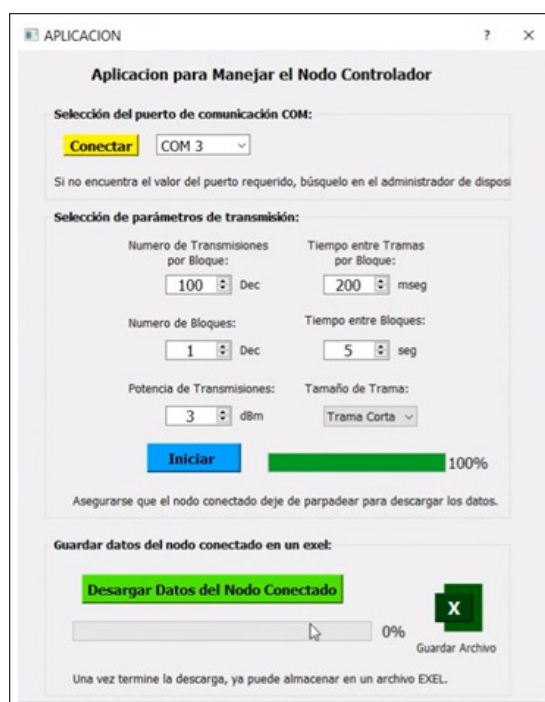 APLICACION ? ×
Aplicacion para Manejar el Nodo Controlador
Selección del puerto de comunicación COM:
Conectar COM 3
Si no encuentra el valor del puerto requerido, búsquelo en el administrador de disposi
Selección de parámetros de transmisión:
Numero de Transmisiones Tiempo entre Tramas
por Bloque: por Bloque:
100 Dec 200 mseg
Numero de Bloques: Tiempo entre Bloques:
1 Dec 5 seg
Potencia de Transmisiones: Tamaño de Trama:
3 dBm Trama Corta
Iniciar 100%
Asegurarse que el nodo conectado deje de parpadear para descargar los datos.
Guardar datos del nodo conectado en un exel:
Desargar Datos del Nodo Conectado
X
0%
Guardar Archivo
Una vez termine la descarga, ya puede almacenar en un archivo EXEL.